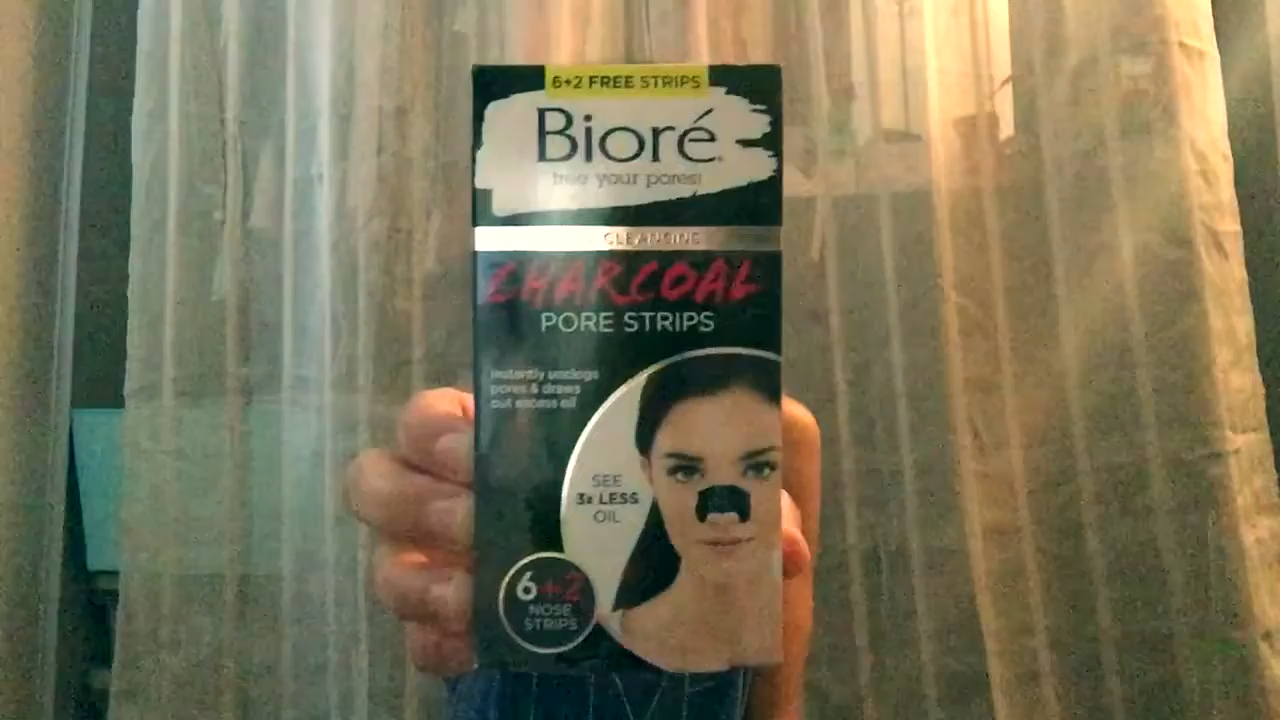 6+2 FREE STRIPS
Bioré
free your pores!
CLEANSING
CHARCOAL
PORE STRIPS
instantly unclogs
pores & draws
out excess oil
SEE
3x LESS
OIL
6+2
NOSE
STRIPS